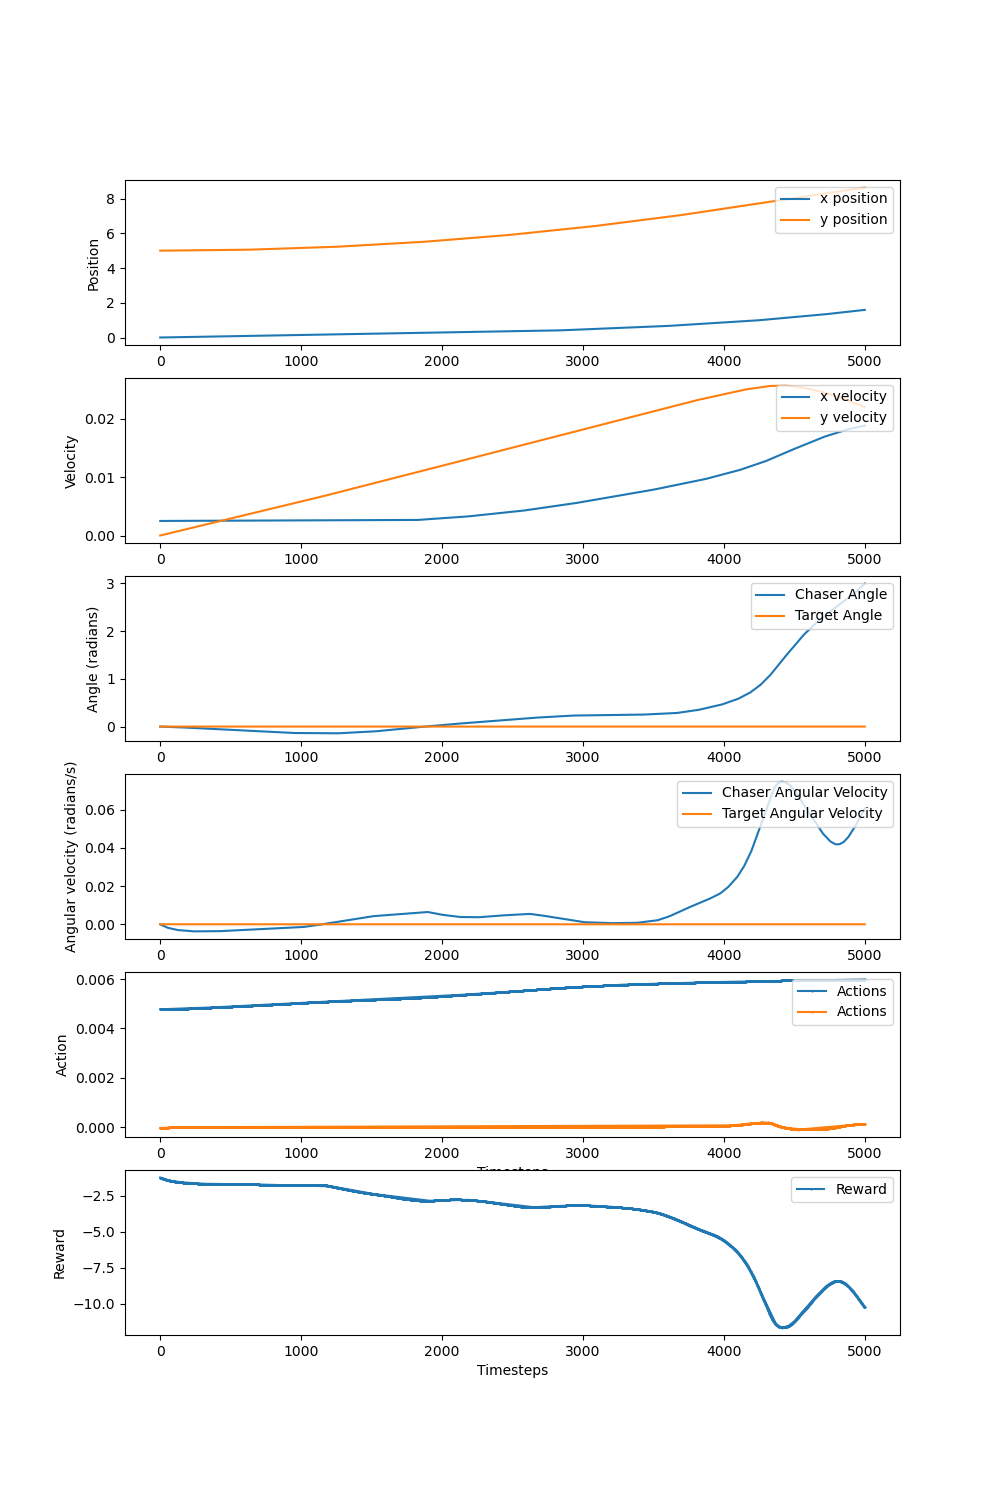 8
6
4
2
0
Position
x position
y position
0 1000 2000 3000 4000 5000
0.02
0.01
0.00
Velocity
x velocity
y velocity
0 1000 2000 3000 4000 5000
3
2
1
0
Angle (radians)
Chaser Angle
Target Angle
0 1000 2000 3000 4000 5000
0.06
0.04
0.02
0.00
Angular velocity (radians/s)
Chaser Angular Velocity
Target Angular Velocity
0 1000 2000 3000 4000 5000
0.006
0.004
0.002
0.000
Action
Actions
Actions
0 1000 2000 3000 4000 5000
Timesteps
−2.5
−5.0
−7.5
−10.0
Reward
Reward
0 1000 2000 3000 4000 5000
Timesteps